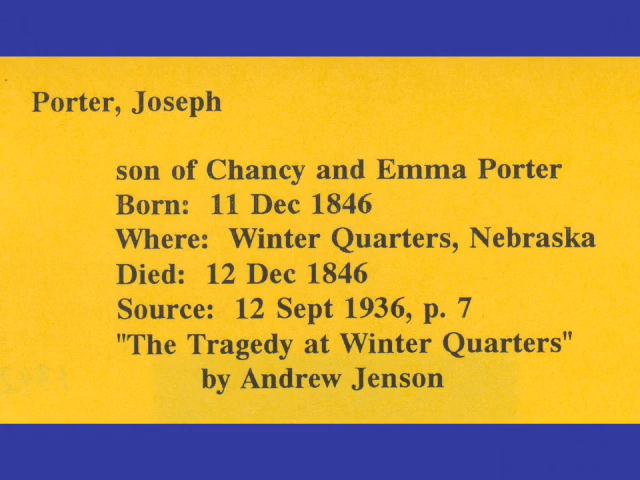 Porter, Joseph
son of Chancy and Emma Porter
Born: 11 Dec 1846
Where: Winter Quarters, Nebraska
Died: 12 Dec 1846
Source: 12 Sept 1936, p. 7
"The Tragedy at Winter Quarters"
by Andrew Jenson